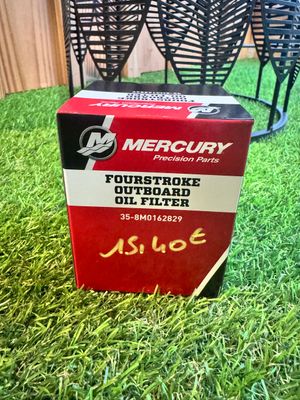 MERCURY
Precision Parts
FOURSTROKE
OUTBOARD
OIL FILTER
35-8M0162829
15,40€